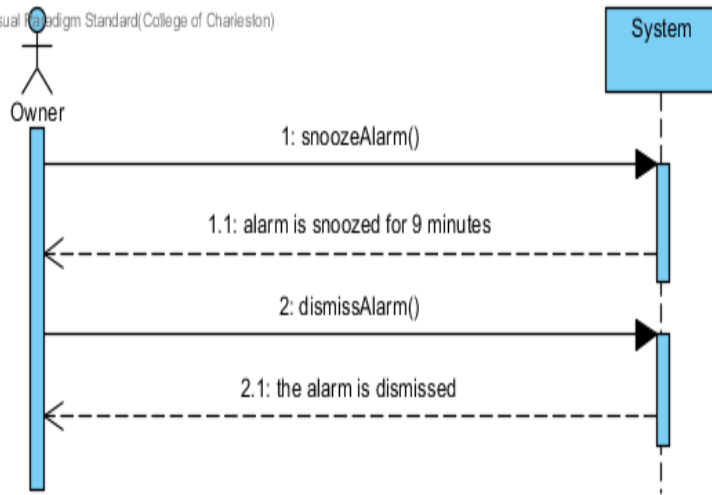 sual Paradigm Standard(College of Charleston)
System
Owner
1: snoozeAlarm()
1.1: alarm is snoozed for 9 minutes
2: dismissAlarm()
2.1: the alarm is dismissed